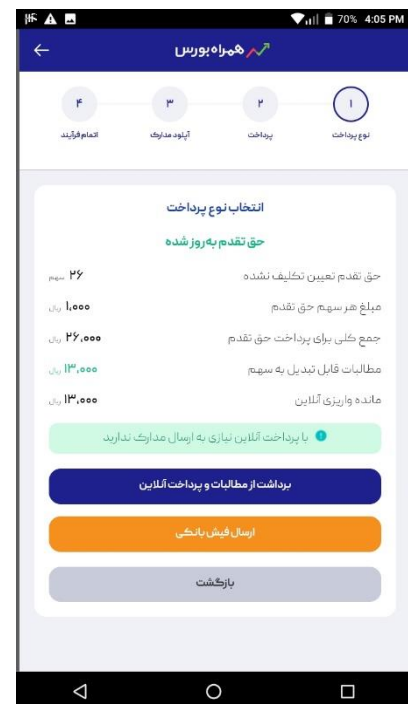 70% 4:05 PM
همراه بورس
۱ ۲ ۳ ۴
نوع پرداخت پرداخت آپلود مدارک اتمام فرآیند
انتخاب نوع پرداخت
حق تقدم به‌روز شده
حق تقدم تعیین تکلیف نشده ۲۶ سهم
مبلغ هر سهم حق تقدم ۱,۰۰۰ ریال
جمع کلی برای پرداخت حق تقدم ۲۶,۰۰۰ ریال
مطالبات قابل تبدیل به سهم ۱۳,۰۰۰ ریال
مانده واریزی آنلاین ۱۳,۰۰۰ ریال
با پرداخت آنلاین نیازی به ارسال مدارک ندارید
برداشت از مطالبات و پرداخت آنلاین
ارسال فیش بانکی
بازگشت